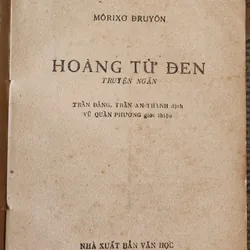 MÔRIXƠ ĐRUYÔN
HOÀNG TỬ ĐEN
TRUYỆN NGẮN
TRẦN ĐĂNG, TRẦN AN-THÀNH dịch
VŨ QUẦN PHƯƠNG giới thiệu
NHÀ XUẤT BẢN VĂN HỌC